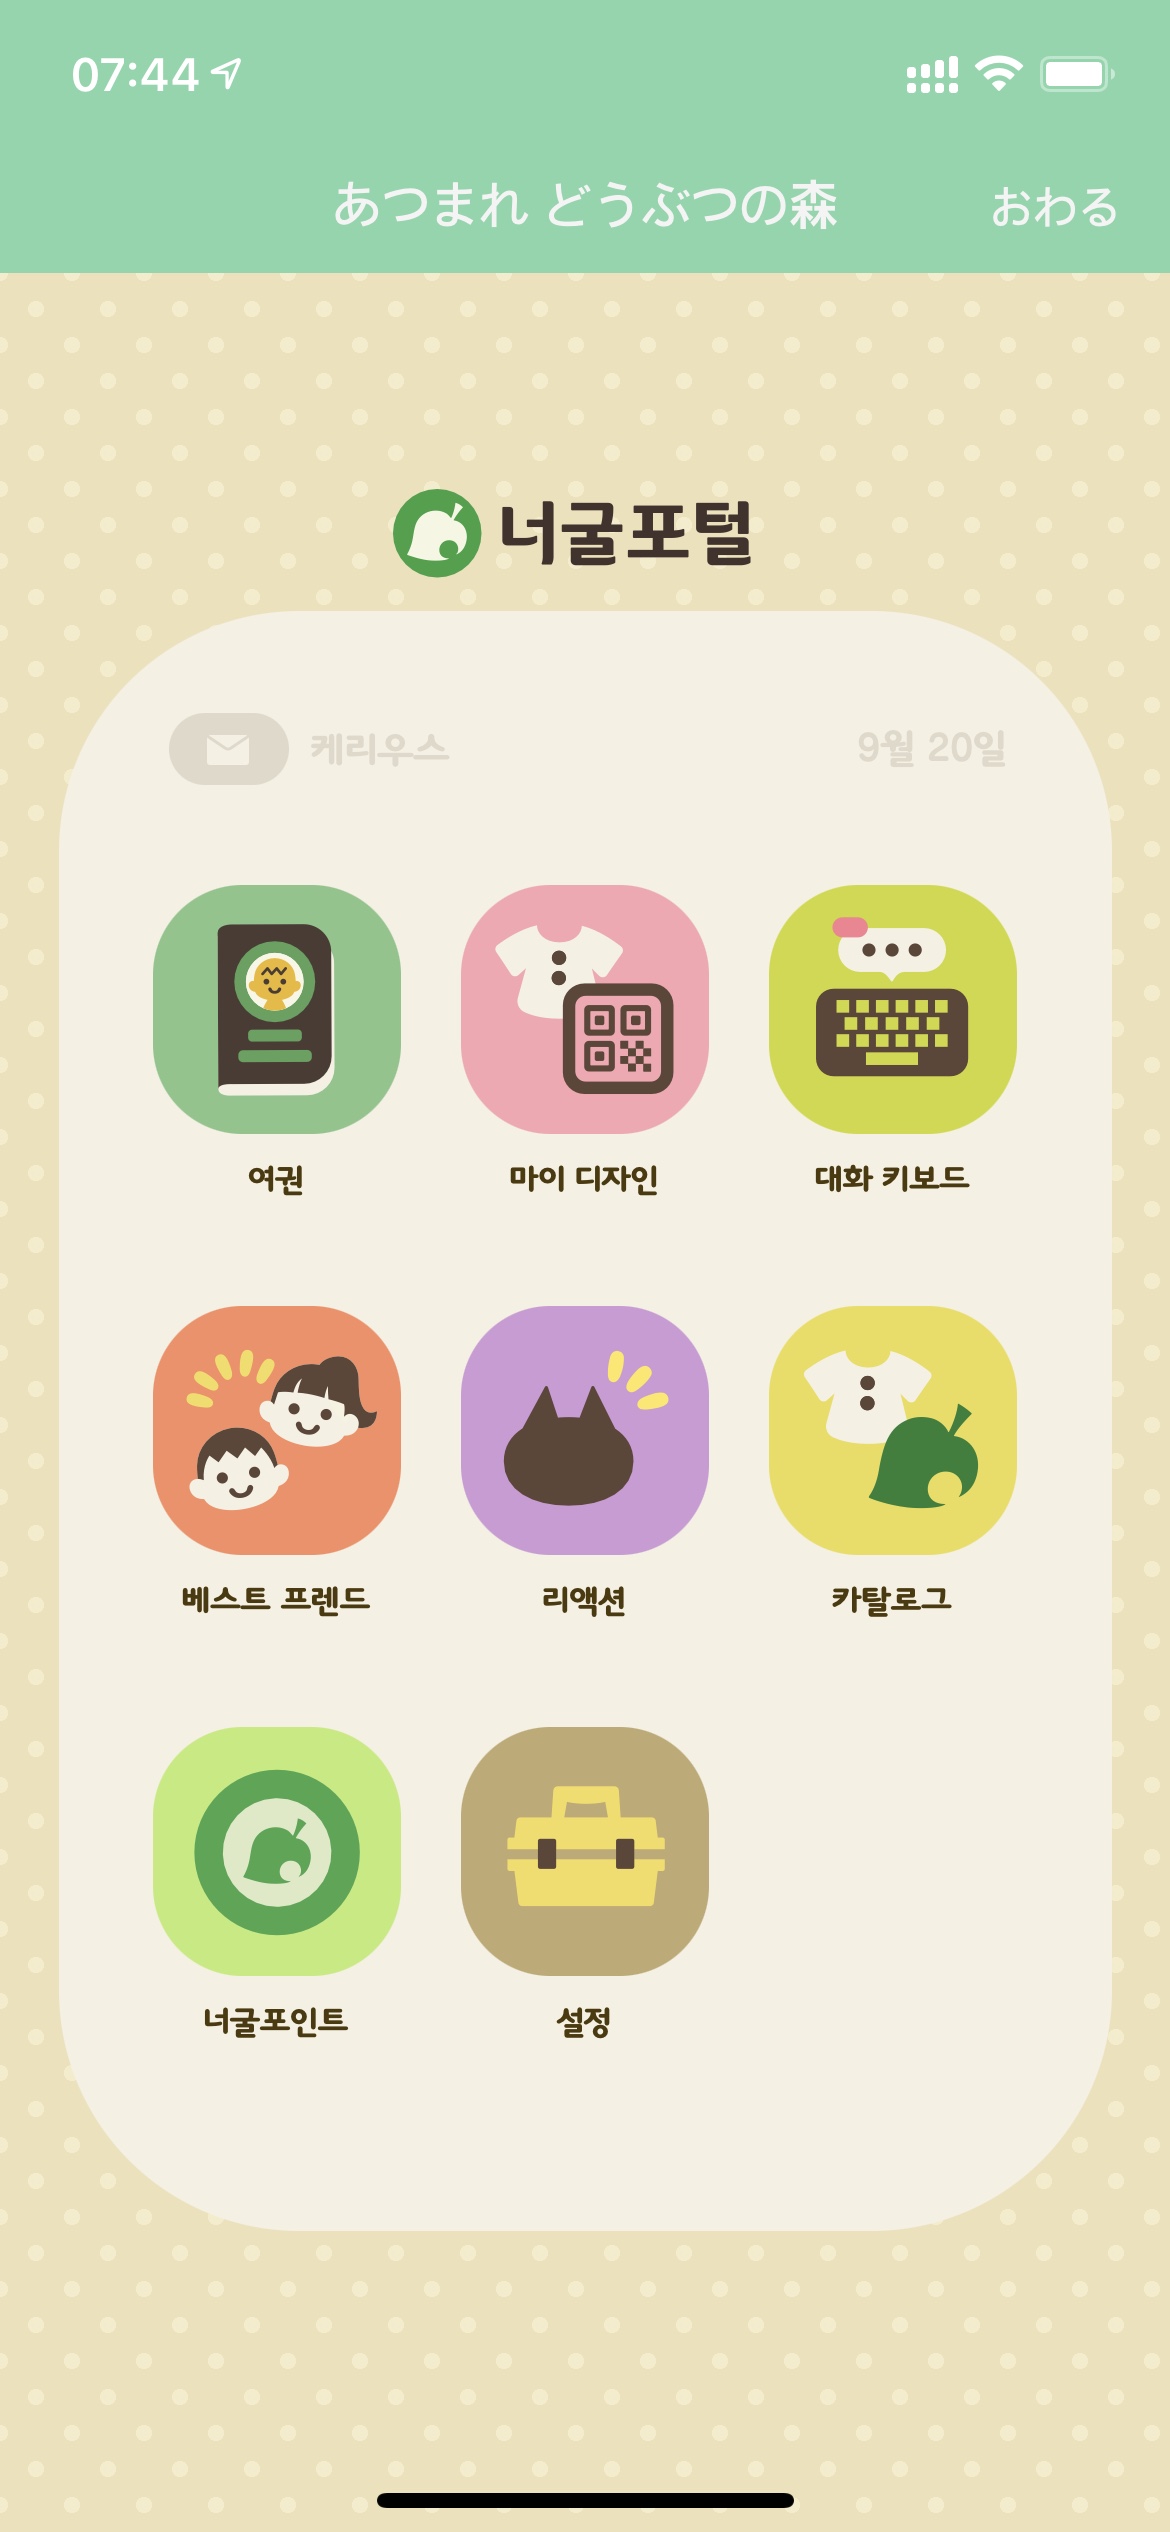 07:44
あつまれ どうぶつの森
おわる
너굴포털
케리우스
9월 20일
여권
마이 디자인
대화 키보드
베스트 프렌드
리액션
카탈로그
너굴포인트
설정